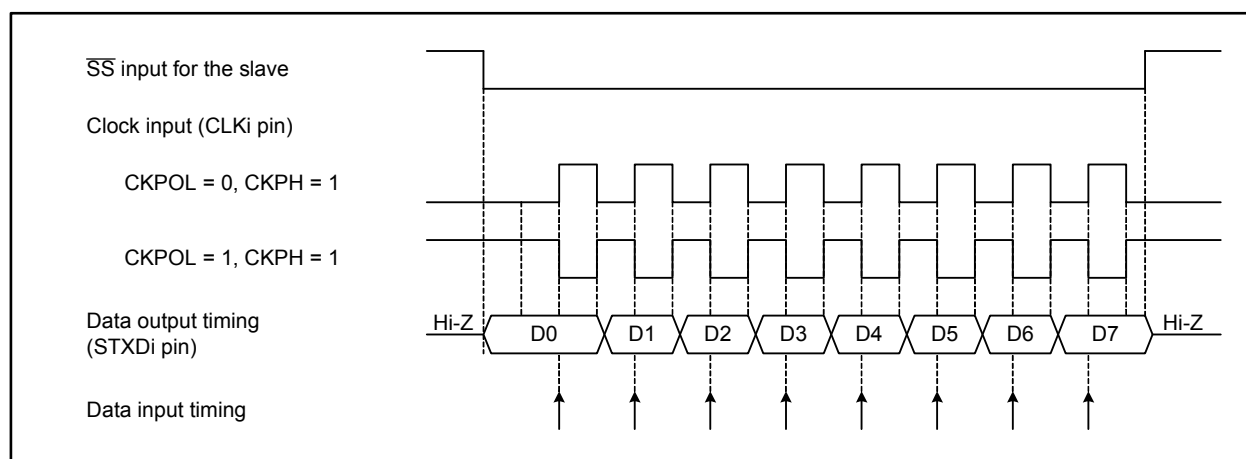 S̅S̅ input for the slave
Clock input (CLKi pin)
CKPOL = 0, CKPH = 1
CKPOL = 1, CKPH = 1
Data output timing
(STXDi pin)
Hi-Z D0 D1 D2 D3 D4 D5 D6 D7 Hi-Z
Data input timing